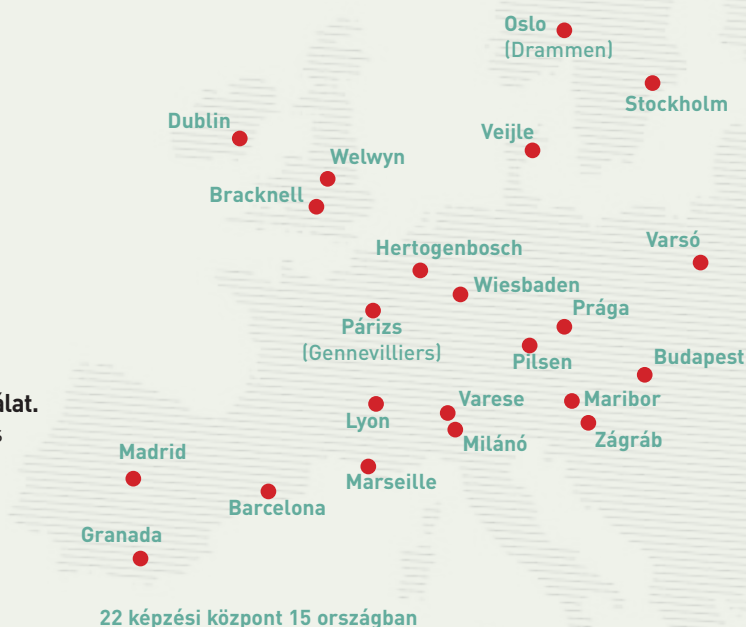 Oslo
(Drammen)
Stockholm
Dublin
Veijle
Welwyn
Bracknell
Varsó
Hertogenbosch
Wiesbaden
Prága
Párizs
(Gennevilliers)
Pilsen
Budapest
Varese
Maribor
Lyon
Milánó
Zágráb
Madrid
Marseille
Barcelona
Granada
22 képzési központ 15 országban